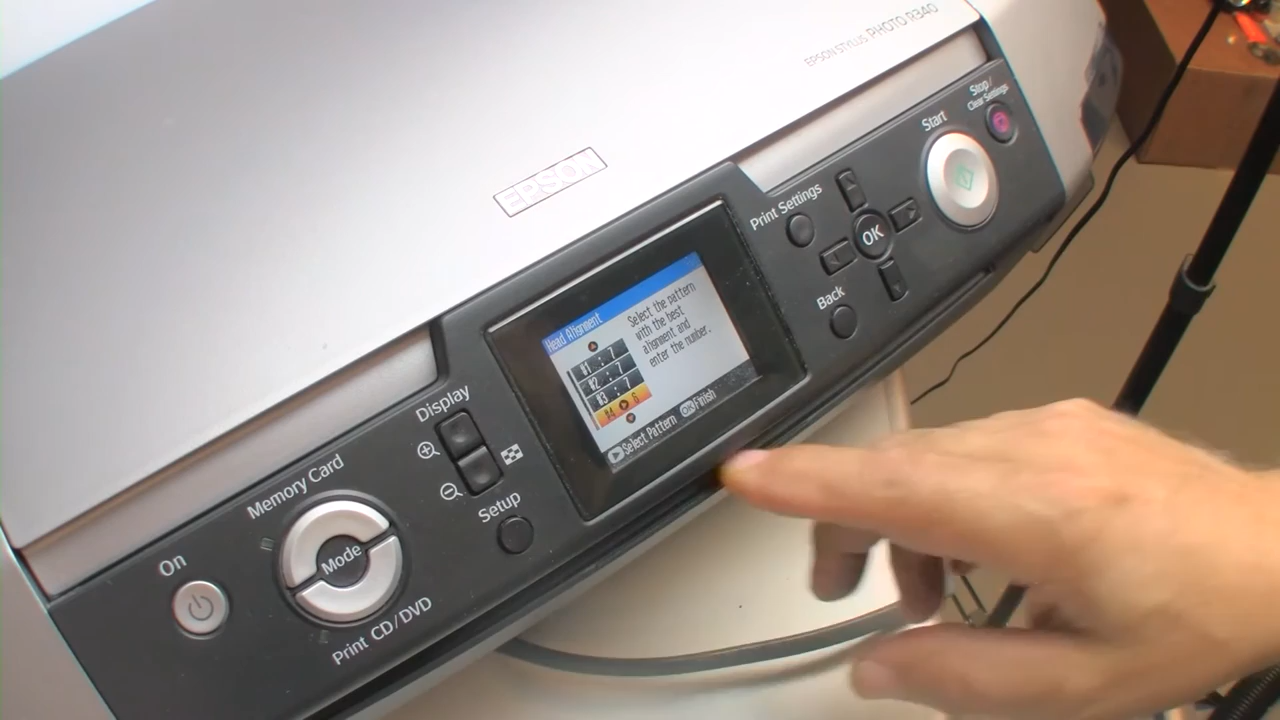 EPSON STYLUS PHOTO R340
EPSON
Stop/
Clear Settings
Start
Print Settings
OK
Back
Head Alignment
Select the pattern
with the best
alignment and
enter the number.
#1 : 7
#2 : 7
#3 : 7
#4 6
Select Pattern OK Finish
Display
Memory Card
Setup
Mode
On
Print CD/DVD